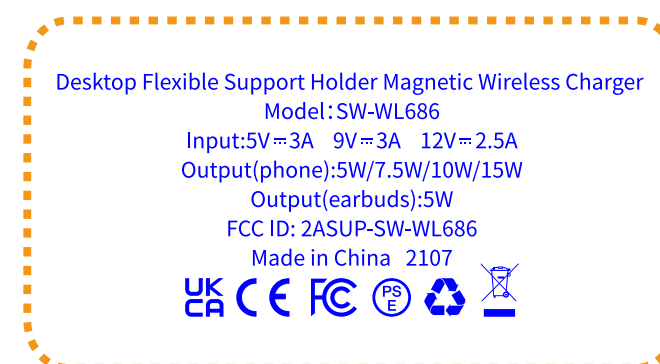 Desktop Flexible Support Holder Magnetic Wireless Charger
Model：SW-WL686
Input:5V⎓3A 9V⎓3A 12V⎓2.5A
Output(phone):5W/7.5W/10W/15W
Output(earbuds):5W
FCC ID: 2ASUP-SW-WL686
Made in China 2107
UK
CA CE FC PS
E